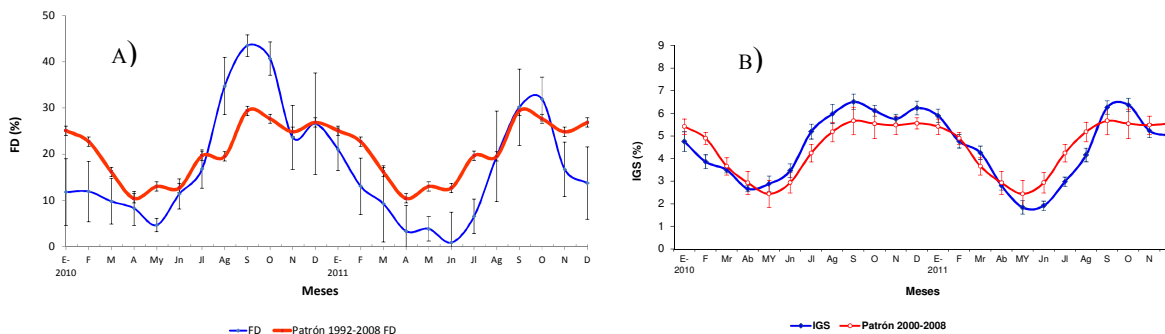 A)
FD (%)
50
40
30
20
10
0
E- F M A My Jn Jl Ag S O N D E- F M A M Jn Jl A S O N D
2010 2011
Meses
FD Patrón 1992-2008 FD
B)
IGS (%)
9
8
7
6
5
4
3
2
1
0
E- F Mr Ab MY Jn Jl Ag S O N D E- F Mr Ab MY Jn Jl Ag S O N
2010 2011
Meses
IGS Patrón 2000-2008